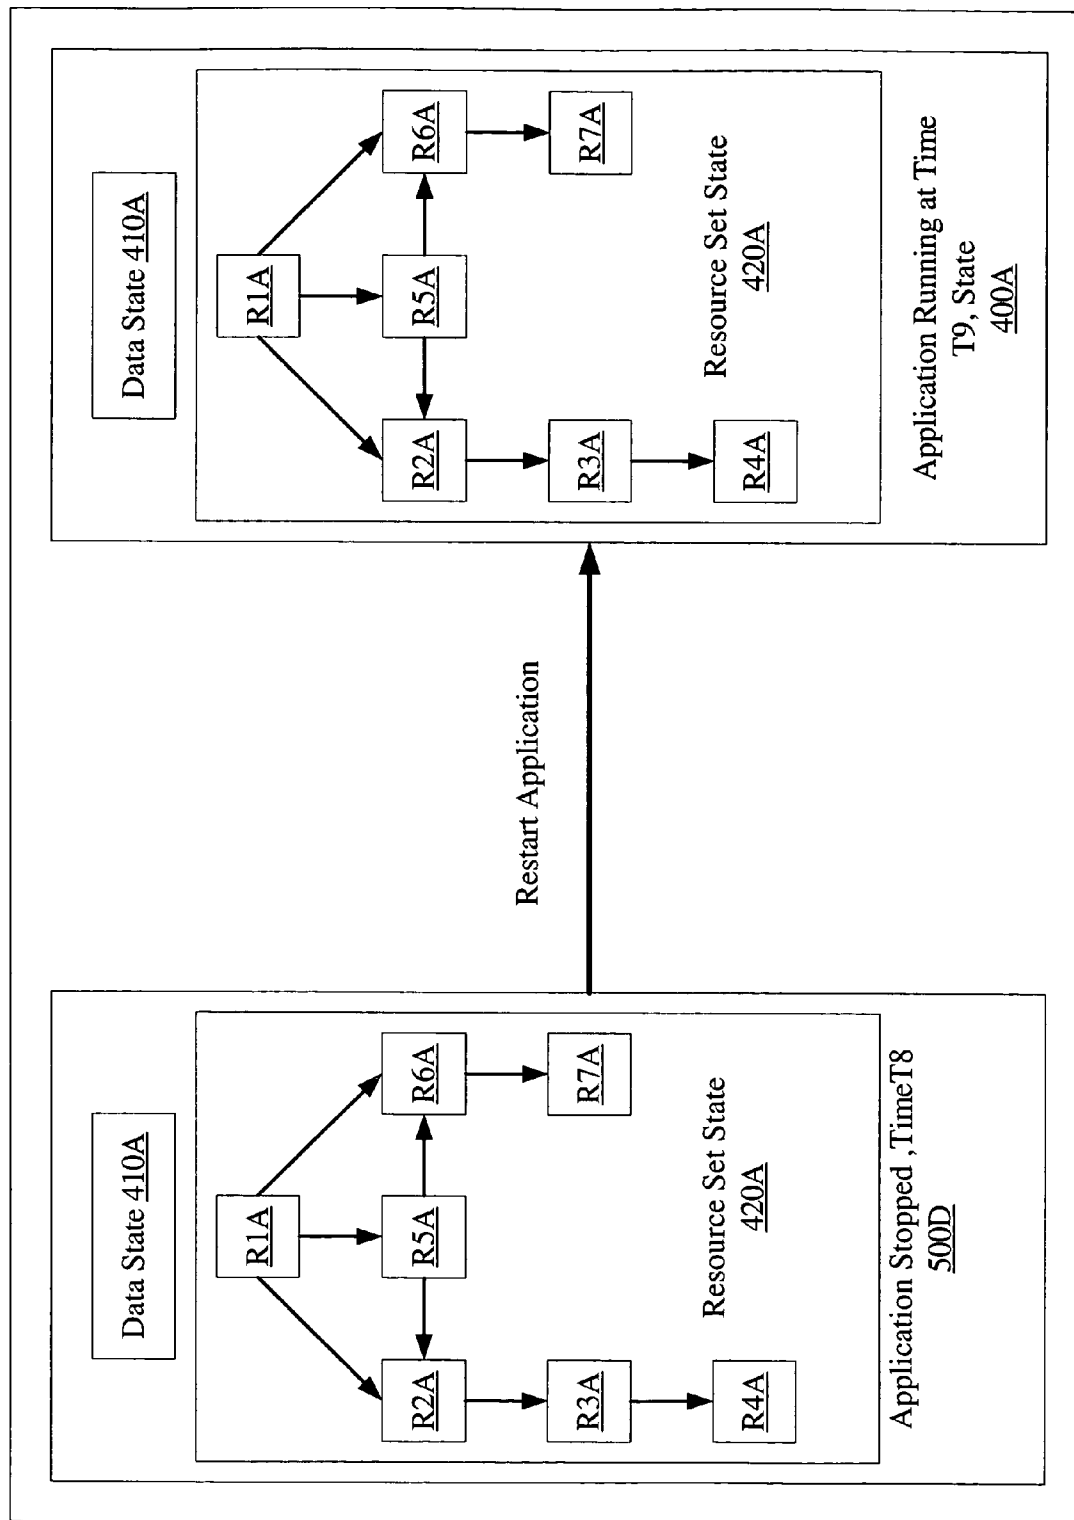 Data State 410A
R1A
R2A
R5A
R6A
R3A
R7A
R4A
Resource Set State
420A
Application Stopped ,TimeT8
500D
Restart Application
Data State 410A
R1A
R2A
R5A
R6A
R3A
R7A
R4A
Resource Set State
420A
Application Running at Time
T9, State
400A